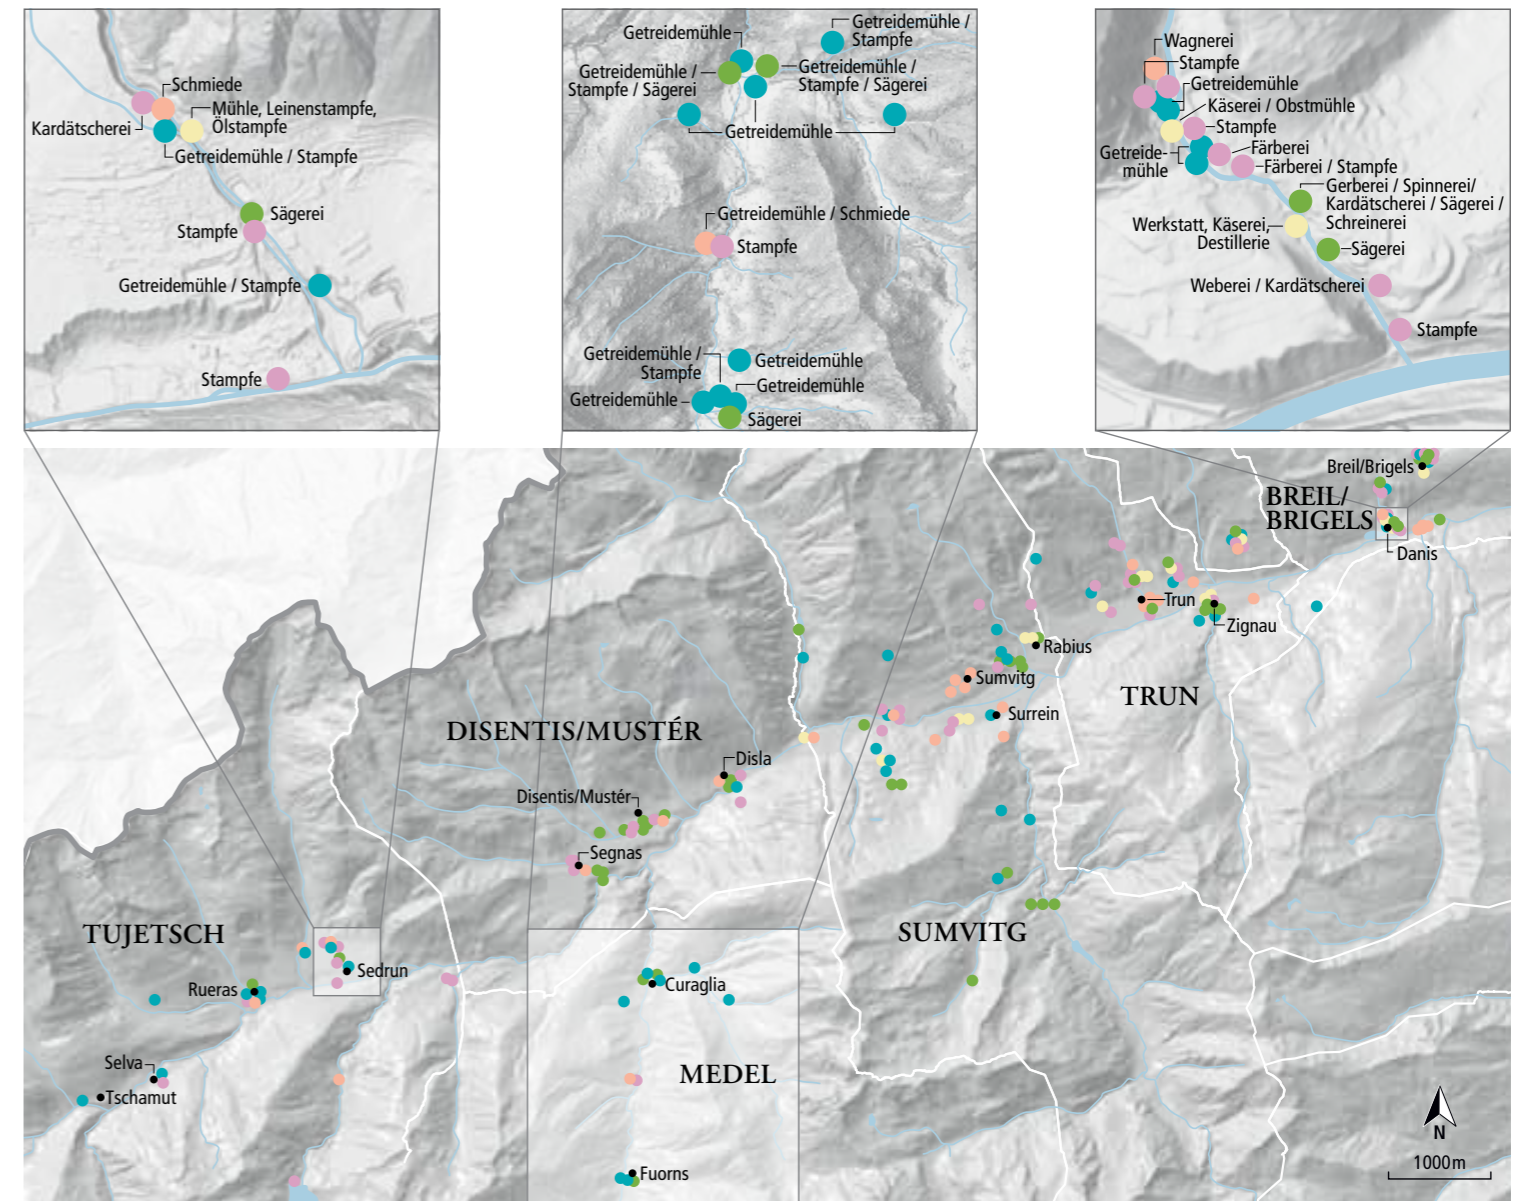 Schmiede
Mühle, Leinenstampfe,
Ölstampfe
Kardätscherei
Getreidemühle / Stampfe
Sägerei
Stampfe
Getreidemühle / Stampfe
Stampfe
Getreidemühle /
Stampfe
Getreidemühle
Getreidemühle /
Stampfe / Sägerei
Getreidemühle /
Stampfe / Sägerei
Getreidemühle
Getreidemühle / Schmiede
Stampfe
Getreidemühle /
Stampfe
Getreidemühle
Getreidemühle
Getreidemühle
Sägerei
Wagnerei
Stampfe
Getreidemühle
Käserei / Obstmühle
Stampfe
Getreide-
mühle
Färberei
Färberei / Stampfe
Gerberei / Spinnerei/
Kardätscherei / Sägerei /
Schreinerei
Werkstatt, Käserei,
Destillerie
Sägerei
Weberei / Kardätscherei
Stampfe
Breil/Brigels
BREIL/
BRIGELS
Danis
Trun
Zignau
Rabius
Sumvitg
TRUN
Surrein
DISENTIS/MUSTÉR
Disla
Disentis/Mustér
Segnas
TUJETSCH
SUMVITG
Sedrun
Rueras
Curaglia
Selva
MEDEL
Tschamut
Fuorns
N
1000 m